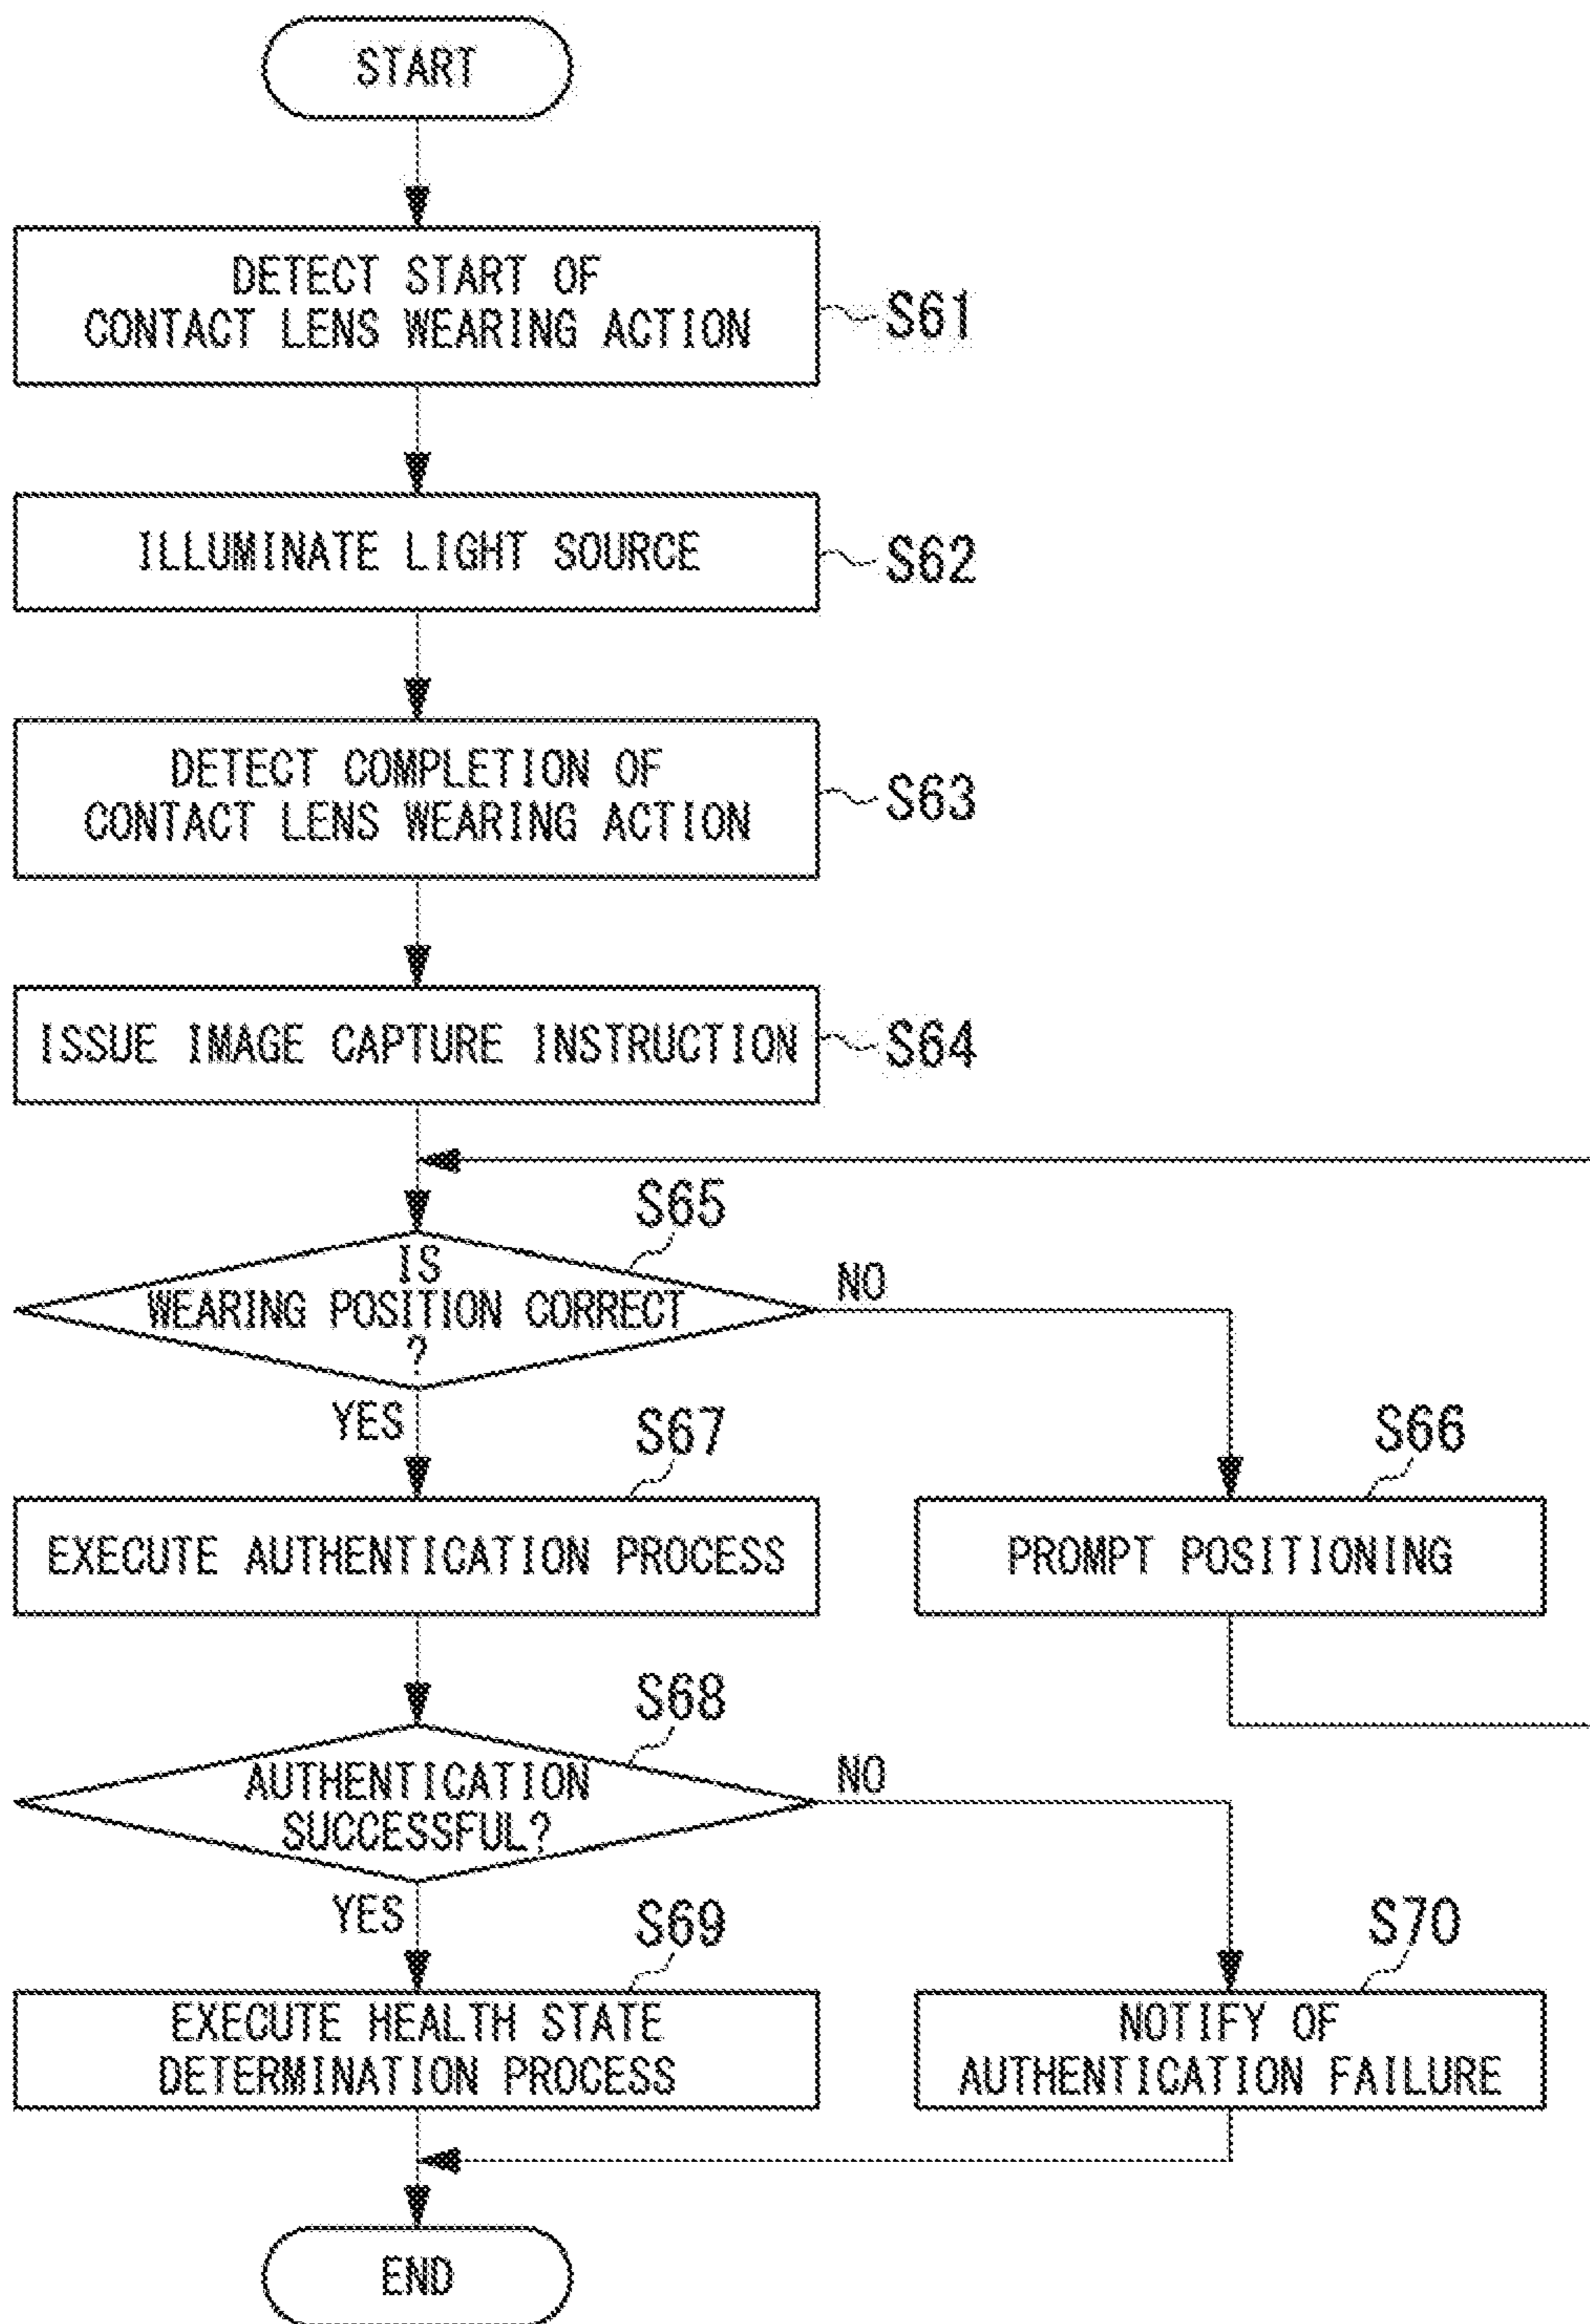 START
DETECT START OF
CONTACT LENS WEARING ACTION
S61
ILLUMINATE LIGHT SOURCE
S62
DETECT COMPLETION OF
CONTACT LENS WEARING ACTION
S63
ISSUE IMAGE CAPTURE INSTRUCTION
S64
S65
IS
WEARING POSITION CORRECT
?
NO
YES
S67
S66
EXECUTE AUTHENTICATION PROCESS
PROMPT POSITIONING
S68
AUTHENTICATION
SUCCESSFUL?
NO
YES
S69
S70
EXECUTE HEALTH STATE
DETERMINATION PROCESS
NOTIFY OF
AUTHENTICATION FAILURE
END